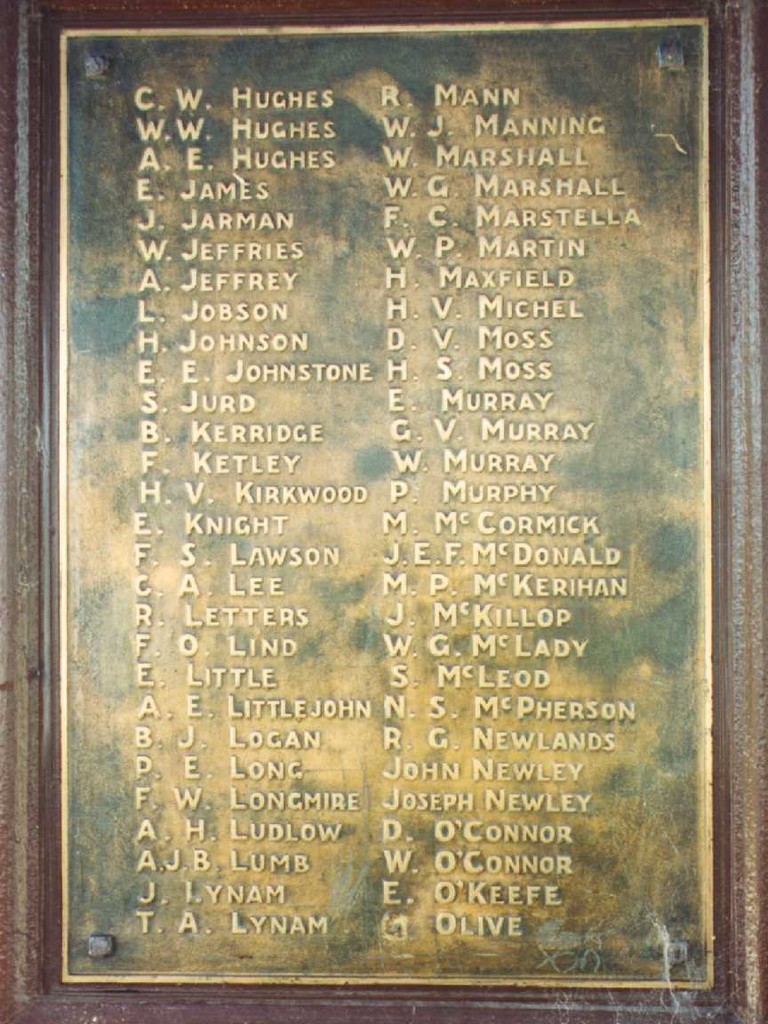 C. W. HUGHES
W. W. HUGHES
A. E. HUGHES
E. JAMES
J. JARMAN
W. JEFFRIES
A. JEFFREY
L. JOBSON
H. JOHNSON
E. E. JOHNSTONE
S. JURD
B. KERRIDGE
F. KETLEY
H. V. KIRKWOOD
E. KNIGHT
F. S. LAWSON
G. A. LEE
R. LETTERS
F. O. LIND
E. LITTLE
A. E. LITTLEJOHN
B. J. LOGAN
P. E. LONG
F. W. LONGMIRE
A. H. LUDLOW
A.J.B. LUMB
J. LYNAM
T. A. LYNAM
R. MANN
W. J. MANNING
W. MARSHALL
W. G. MARSHALL
F. C. MARSTELLA
W. P. MARTIN
H. MAXFIELD
H. V. MICHEL
D. V. MOSS
H. S. MOSS
E. MURRAY
G. V. MURRAY
W. MURRAY
P. MURPHY
M. McCORMICK
J.E.F. McDONALD
M. P. McKERIHAN
J. McKILLOP
W. G. McLADY
S. McLEOD
N. S. McPHERSON
R. G. NEWLANDS
JOHN NEWLEY
JOSEPH NEWLEY
D. O'CONNOR
W. O'CONNOR
E. O'KEEFE
G. OLIVE